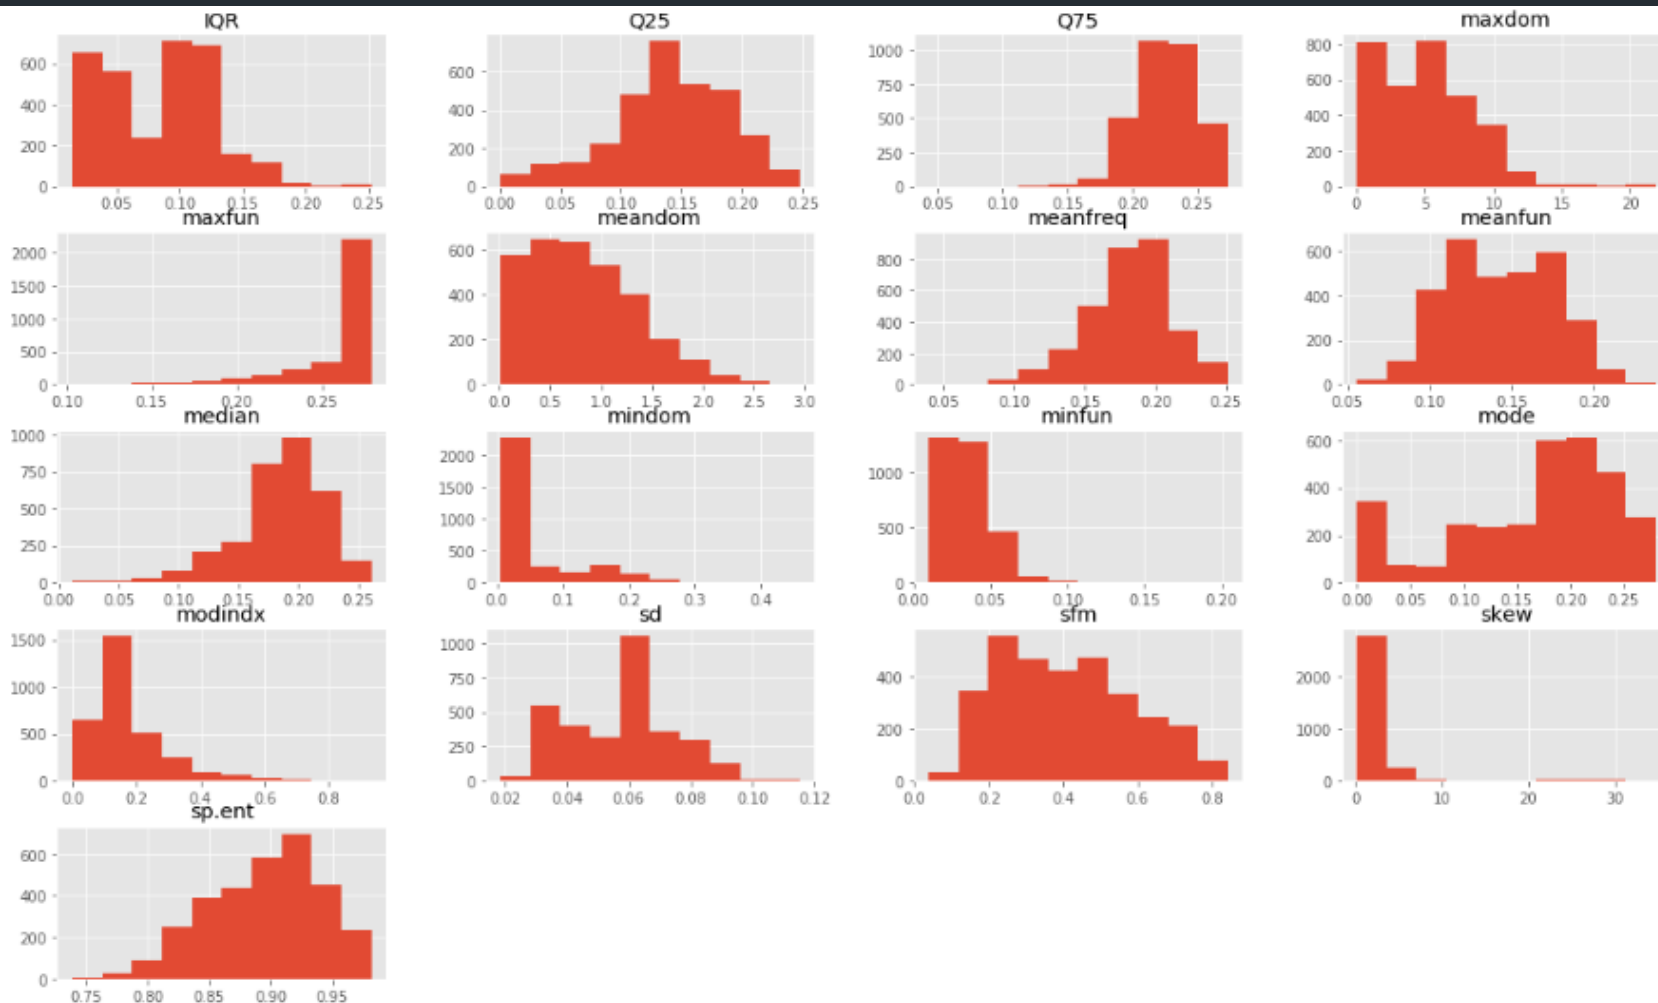 IQR Q25 Q75 maxdom
600 400 200 0
0.05 0.10 0.15 0.20 0.25
600 400 200 0
0.00 0.05 0.10 0.15 0.20 0.25
1000 750 500 250 0
0.05 0.10 0.15 0.20 0.25
800 600 400 200 0
0 5 10 15 20
maxfun meandom meanfreq meanfun
2000 1500 1000 500 0
0.10 0.15 0.20 0.25
600 400 200 0
0.0 0.5 1.0 1.5 2.0 2.5 3.0
800 600 400 200 0
0.05 0.10 0.15 0.20 0.25
600 400 200 0
0.05 0.10 0.15 0.20
median mindom minfun mode
1000 750 500 250 0
0.00 0.05 0.10 0.15 0.20 0.25
2000 1500 1000 500 0
0.0 0.1 0.2 0.3 0.4
1000 500 0
0.00 0.05 0.10 0.15 0.20
600 400 200 0
0.00 0.05 0.10 0.15 0.20 0.25
modindx sd sfm skew
1500 1000 500 0
0.0 0.2 0.4 0.6 0.8
1000 750 500 250 0
0.02 0.04 0.06 0.08 0.10 0.12
400 200 0
0.0 0.2 0.4 0.6 0.8
2000 1000 0
0 10 20 30
sp.ent
600 400 200 0
0.75 0.80 0.85 0.90 0.95